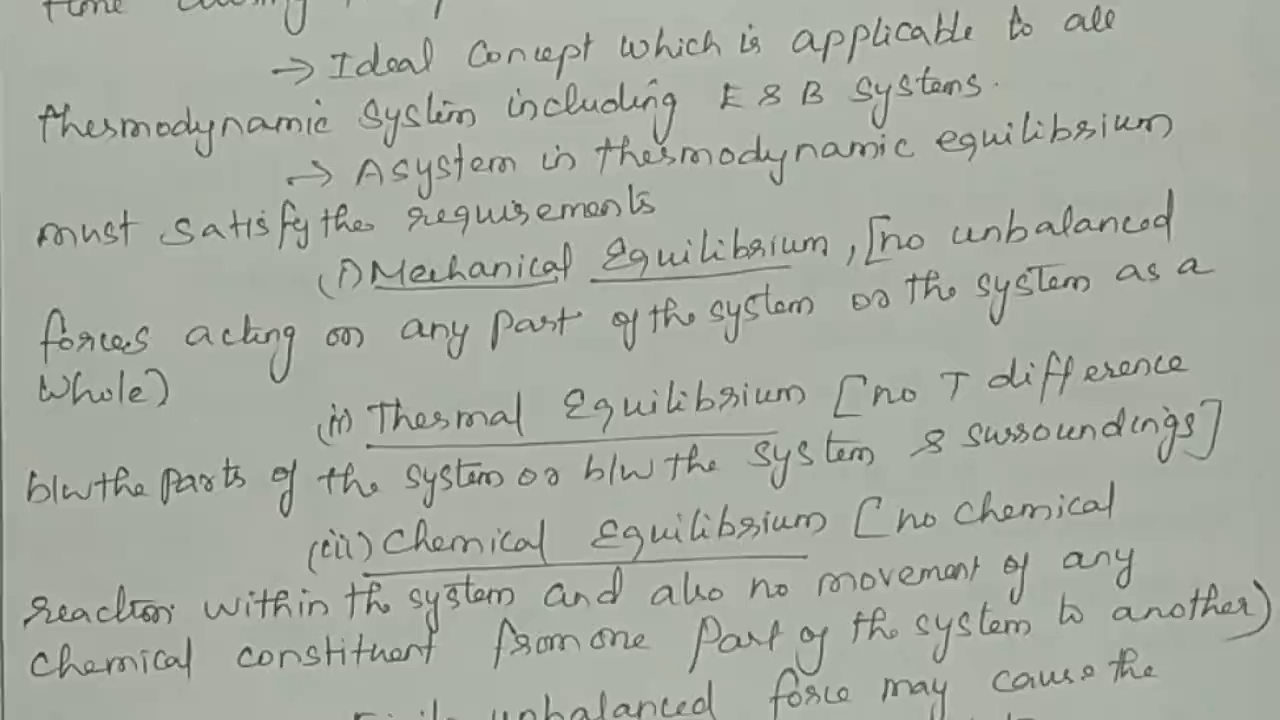 time
→ Ideal Concept which is applicable to all
thermodynamic system including E & B systems.
→ A system in thermodynamic equilibrium
must satisfy the requirements
(i) Mechanical Equilibrium, [no unbalanced
forces acting on any part of the system or the system as a
whole)
(ii) Thermal Equilibrium [no T difference
b/w the parts of the system or b/w the system & surroundings]
(iii) Chemical Equilibrium [no chemical
reaction within the system and also no movement of any
chemical constituent from one part of the system to another)
unbalanced force may cause the